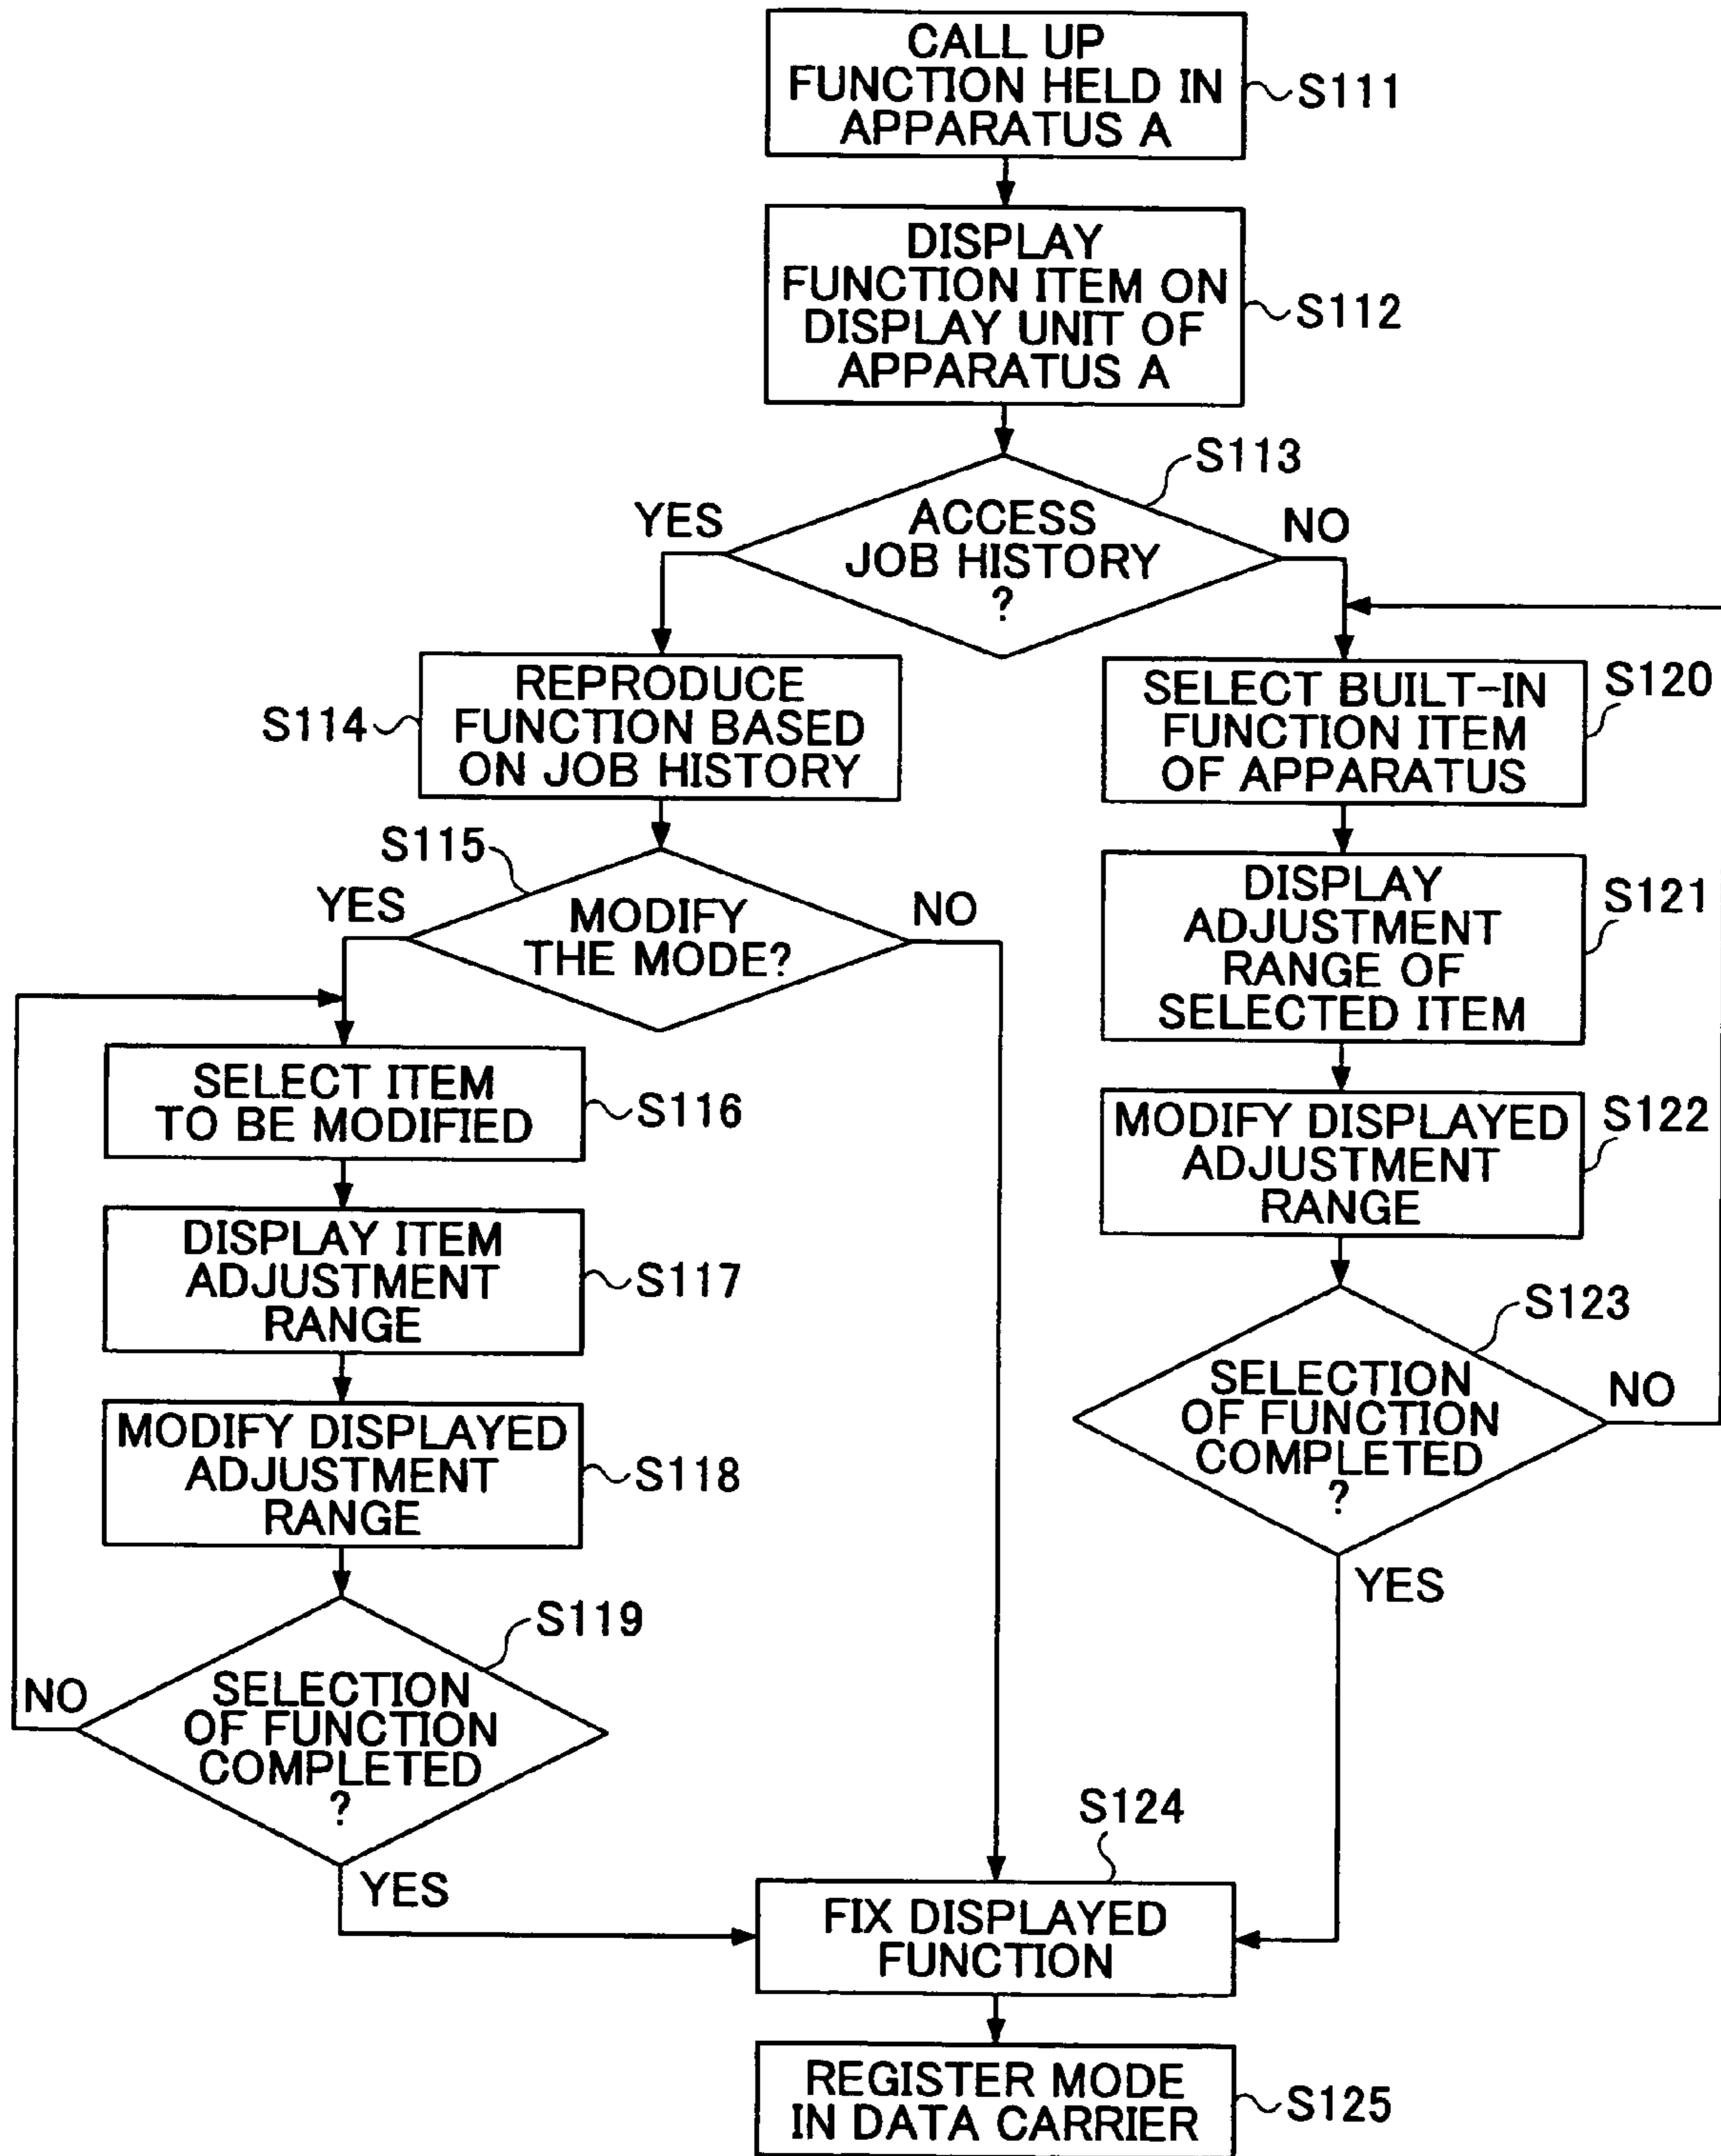 CALL UP
FUNCTION HELD IN
APPARATUS A
S111
DISPLAY
FUNCTION ITEM ON
DISPLAY UNIT OF
APPARATUS A
S112
S113
YES
ACCESS
JOB HISTORY
?
NO
S114
REPRODUCE
FUNCTION BASED
ON JOB HISTORY
S120
SELECT BUILT-IN
FUNCTION ITEM
OF APPARATUS
S115
YES
MODIFY
THE MODE?
NO
DISPLAY
ADJUSTMENT
RANGE OF
SELECTED ITEM
S121
SELECT ITEM
TO BE MODIFIED
S116
MODIFY DISPLAYED
ADJUSTMENT
RANGE
S122
DISPLAY ITEM
ADJUSTMENT
RANGE
S117
S123
SELECTION
OF FUNCTION
COMPLETED
?
NO
YES
MODIFY DISPLAYED
ADJUSTMENT
RANGE
S118
S119
NO
SELECTION
OF FUNCTION
COMPLETED
?
YES
S124
FIX DISPLAYED
FUNCTION
REGISTER MODE
IN DATA CARRIER
S125